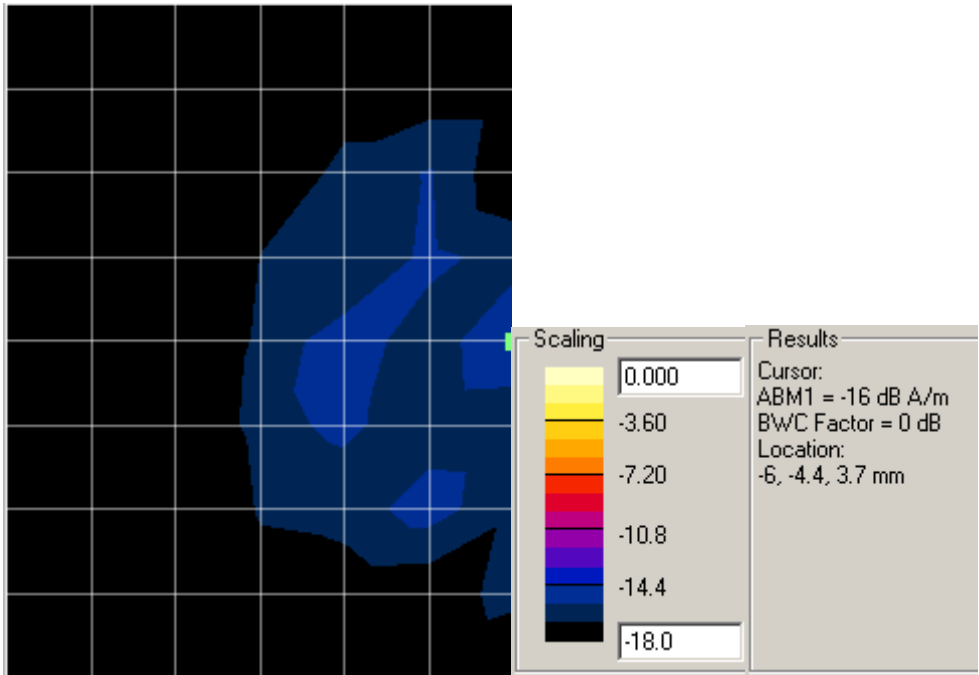 Scaling
0.000
-3.60
-7.20
-10.8
-14.4
-18.0
Results
Cursor:
ABM1 = -16 dB A/m
BWC Factor = 0 dB
Location:
-6, -4.4, 3.7 mm